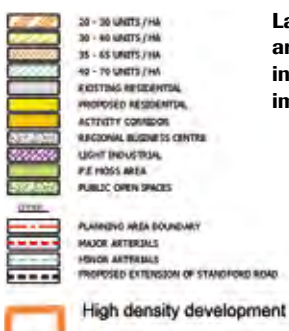 20 - 30 UNITS / HA
30 - 40 UNITS / HA
35 - 65 UNITS / HA
40 - 70 UNITS / HA
EXISTING RESIDENTIAL
PROPOSED RESIDENTIAL
ACTIVITY CORRIDOR
REGIONAL BUSINESS CENTRE
LIGHT INDUSTRIAL
P.E MOSS AREA
PUBLIC OPEN SPACES
PLANNING AREA BOUNDARY
MAJOR ARTERIALS
MINOR ARTERIALS
PROPOSED EXTENSION OF STANDFORD ROAD
High density development
La
an
in
im